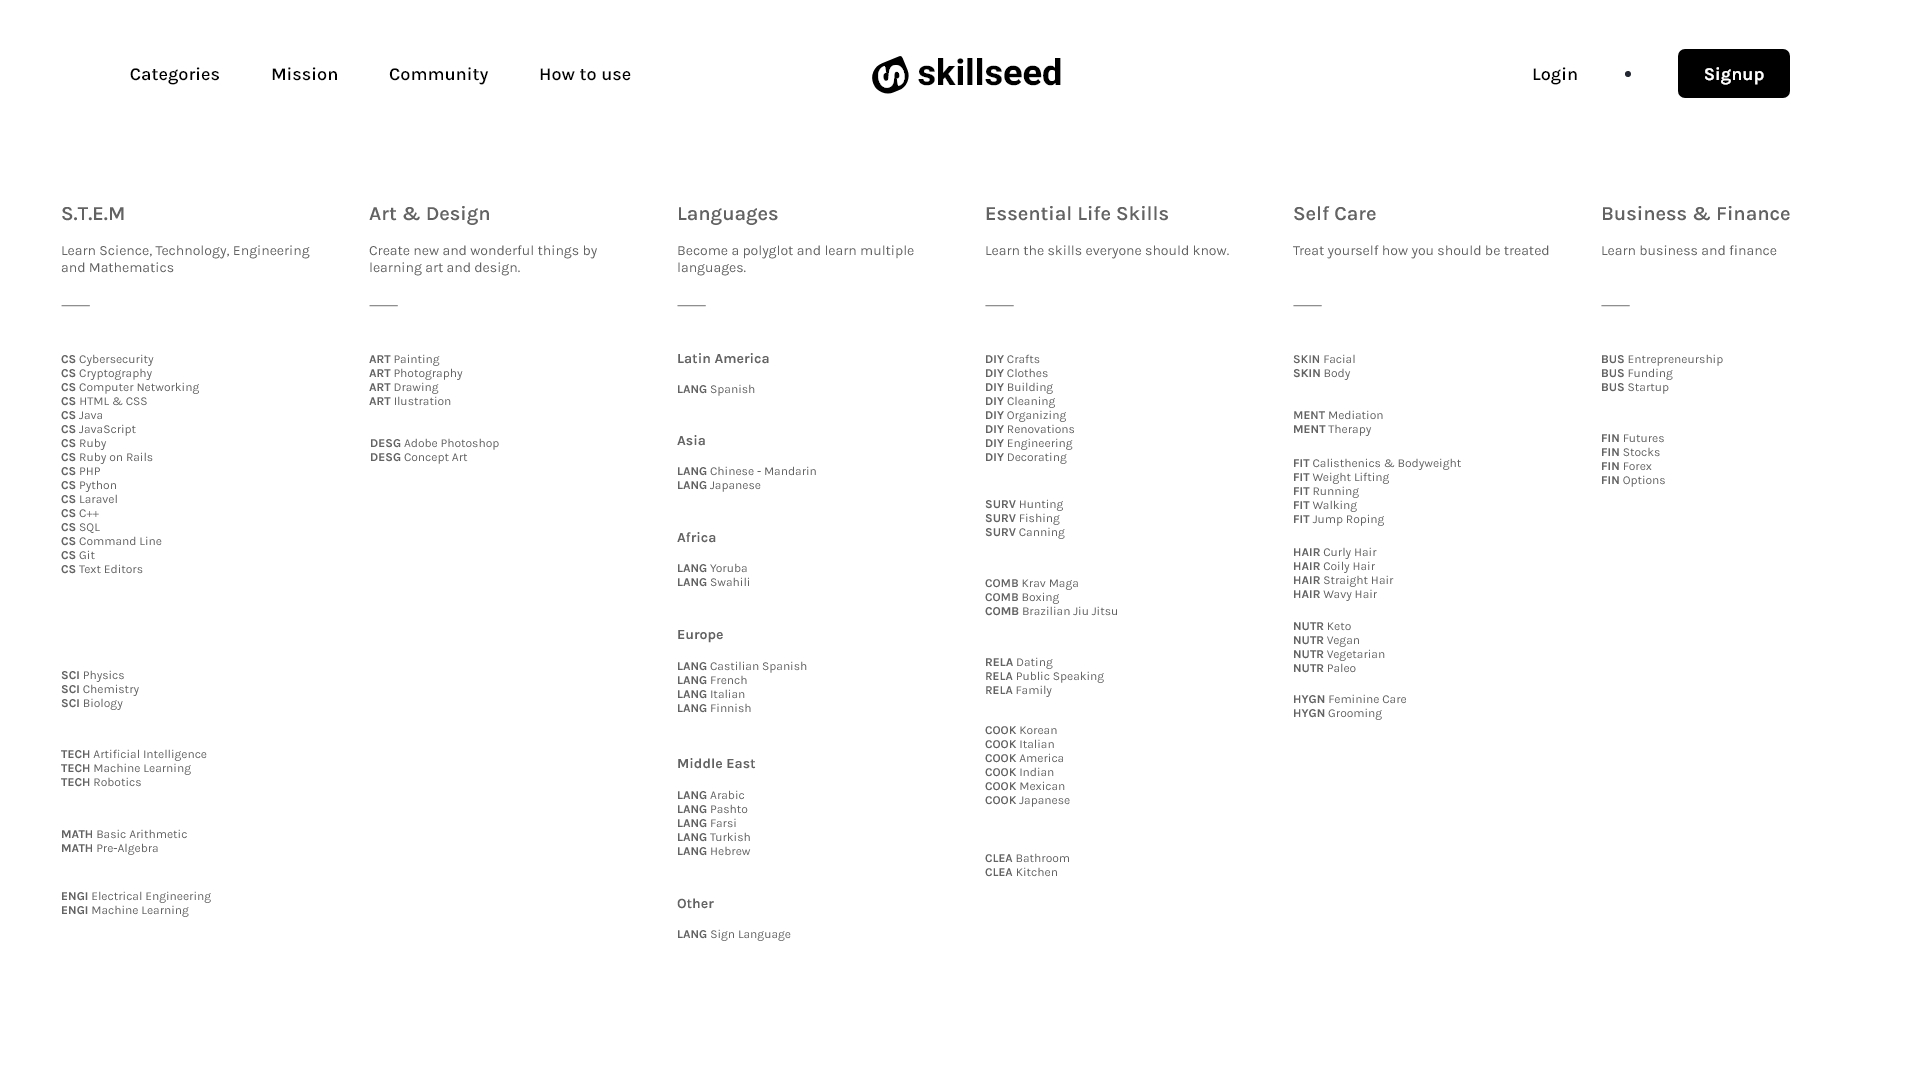 Categories
Mission
Community
How to use
skillseed
Login
•
Signup
S.T.E.M
Learn Science, Technology, Engineering
and Mathematics
CS Cybersecurity
CS Cryptography
CS Computer Networking
CS HTML & CSS
CS Java
CS JavaScript
CS Ruby
CS Ruby on Rails
CS PHP
CS Python
CS Laravel
CS C++
CS SQL
CS Command Line
CS Git
CS Text Editors
SCI Physics
SCI Chemistry
SCI Biology
TECH Artificial Intelligence
TECH Machine Learning
TECH Robotics
MATH Basic Arithmetic
MATH Pre-Algebra
ENGI Electrical Engineering
ENGI Machine Learning
Art & Design
Create new and wonderful things by
learning art and design.
ART Painting
ART Photography
ART Drawing
ART Ilustration
DESG Adobe Photoshop
DESG Concept Art
Languages
Become a polyglot and learn multiple
languages.
Latin America
LANG Spanish
Asia
LANG Chinese - Mandarin
LANG Japanese
Africa
LANG Yoruba
LANG Swahili
Europe
LANG Castilian Spanish
LANG French
LANG Italian
LANG Finnish
Middle East
LANG Arabic
LANG Pashto
LANG Farsi
LANG Turkish
LANG Hebrew
Other
LANG Sign Language
Essential Life Skills
Learn the skills everyone should know.
DIY Crafts
DIY Clothes
DIY Building
DIY Cleaning
DIY Organizing
DIY Renovations
DIY Engineering
DIY Decorating
SURV Hunting
SURV Fishing
SURV Canning
COMB Krav Maga
COMB Boxing
COMB Brazilian Jiu Jitsu
RELA Dating
RELA Public Speaking
RELA Family
COOK Korean
COOK Italian
COOK America
COOK Indian
COOK Mexican
COOK Japanese
CLEA Bathroom
CLEA Kitchen
Self Care
Treat yourself how you should be treated
SKIN Facial
SKIN Body
MENT Mediation
MENT Therapy
FIT Calisthenics & Bodyweight
FIT Weight Lifting
FIT Running
FIT Walking
FIT Jump Roping
HAIR Curly Hair
HAIR Coily Hair
HAIR Straight Hair
HAIR Wavy Hair
NUTR Keto
NUTR Vegan
NUTR Vegetarian
NUTR Paleo
HYGN Feminine Care
HYGN Grooming
Business & Finance
Learn business and finance
BUS Entrepreneurship
BUS Funding
BUS Startup
FIN Futures
FIN Stocks
FIN Forex
FIN Options